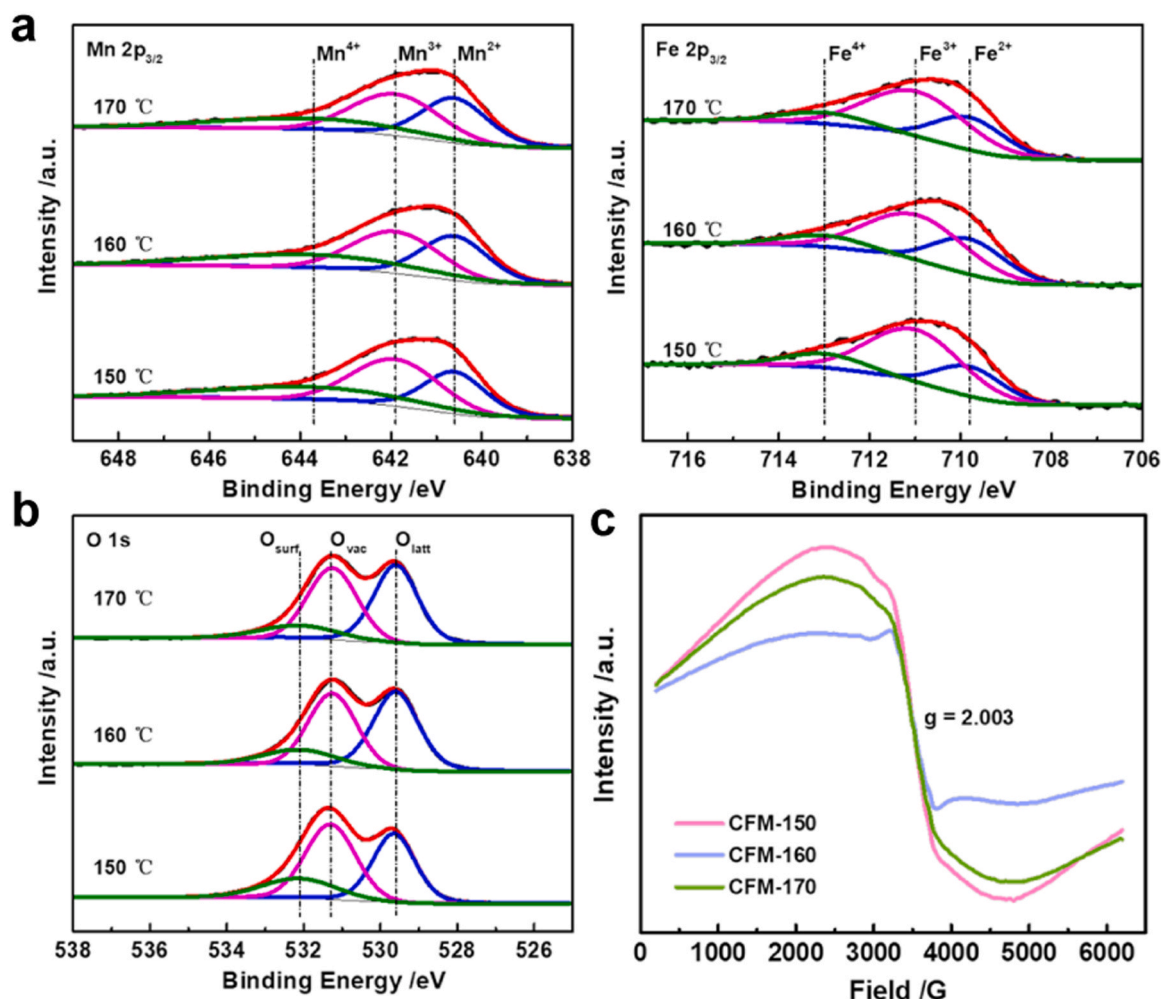 a
Mn 2p3/2
Mn4+ Mn3+ Mn2+
170 ℃
160 ℃
150 ℃
Intensity /a.u.
648 646 644 642 640 638
Binding Energy /eV
Fe 2p3/2
Fe4+ Fe3+ Fe2+
170 ℃
160 ℃
150 ℃
Intensity /a.u.
716 714 712 710 708 706
Binding Energy /eV
b
O 1s
Osurf Ovac Olatt
170 ℃
160 ℃
150 ℃
Intensity /a.u.
538 536 534 532 530 528 526
Binding Energy /eV
c
g = 2.003
CFM-150
CFM-160
CFM-170
Intensity /a.u.
0 1000 2000 3000 4000 5000 6000
Field /G